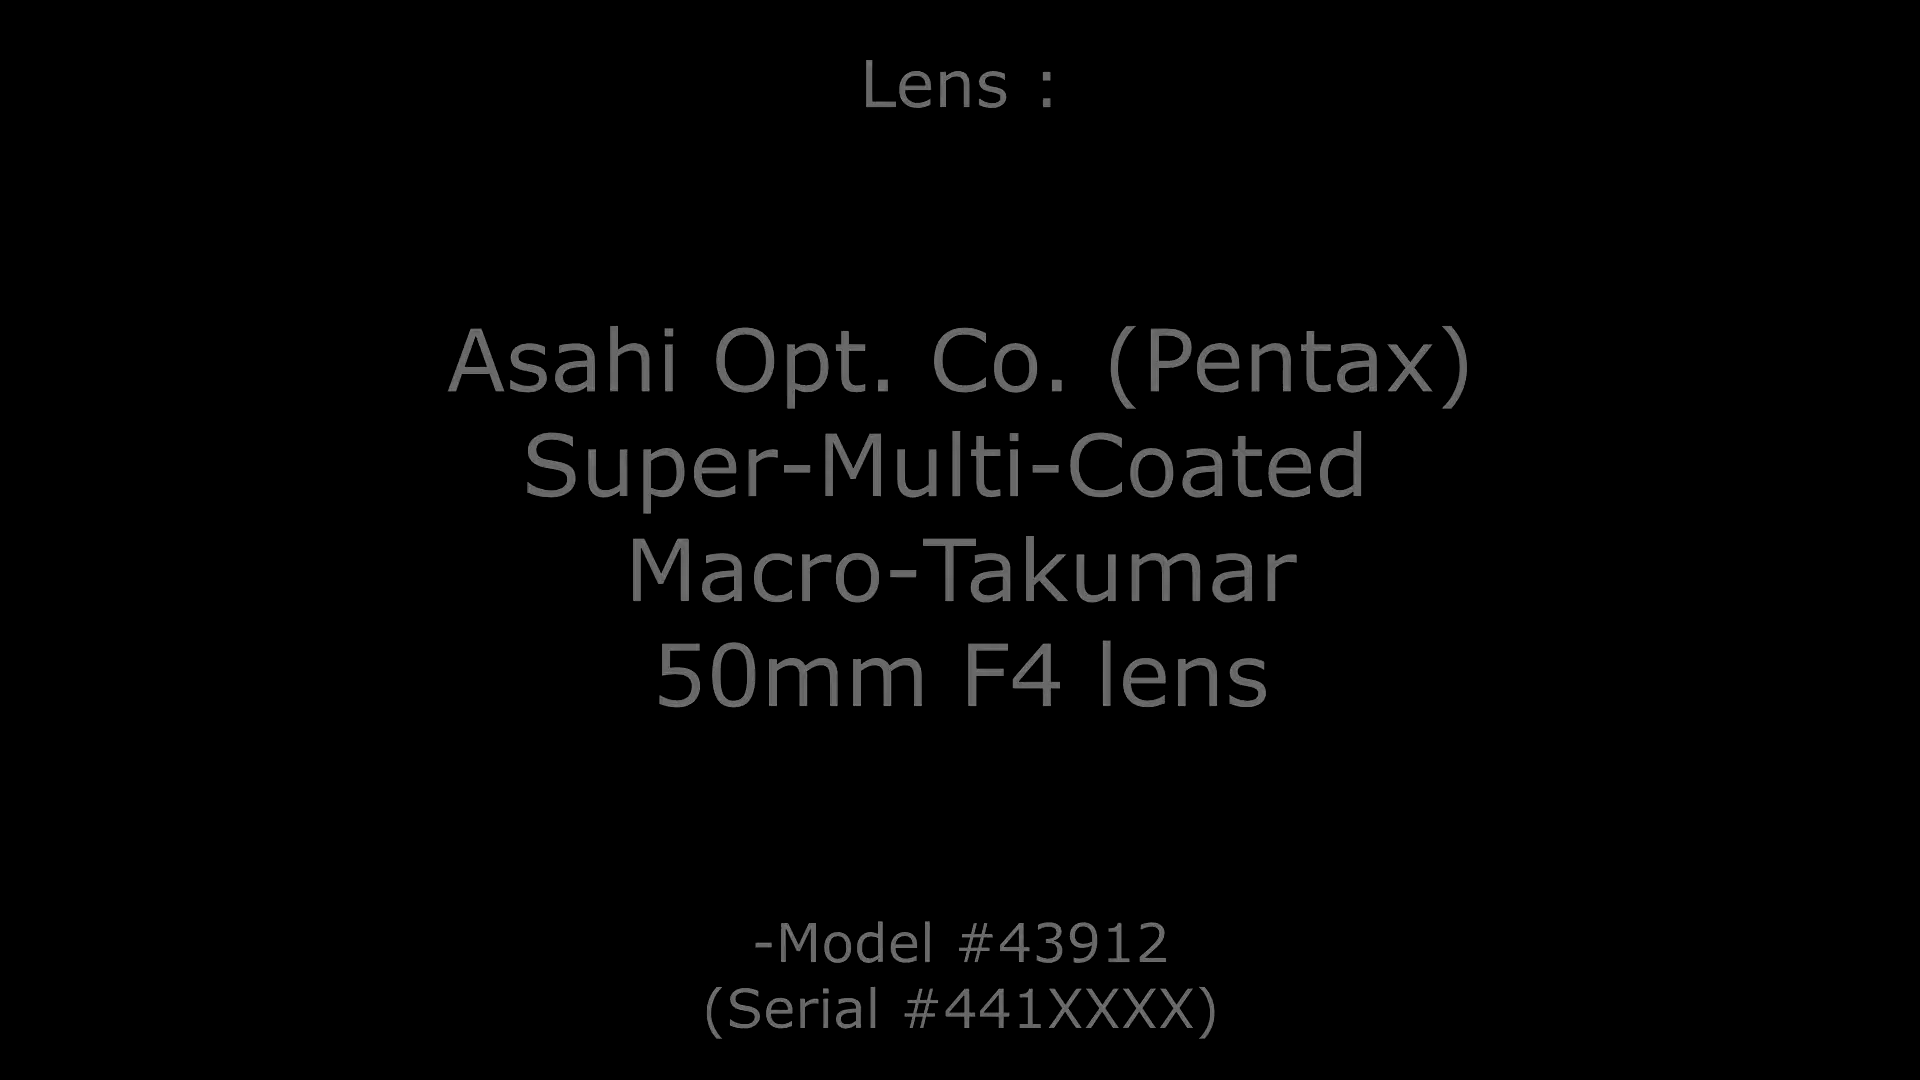 Lens :
Asahi Opt. Co. (Pentax)
Super-Multi-Coated
Macro-Takumar
50mm F4 lens
-Model #43912
(Serial #441XXXX)